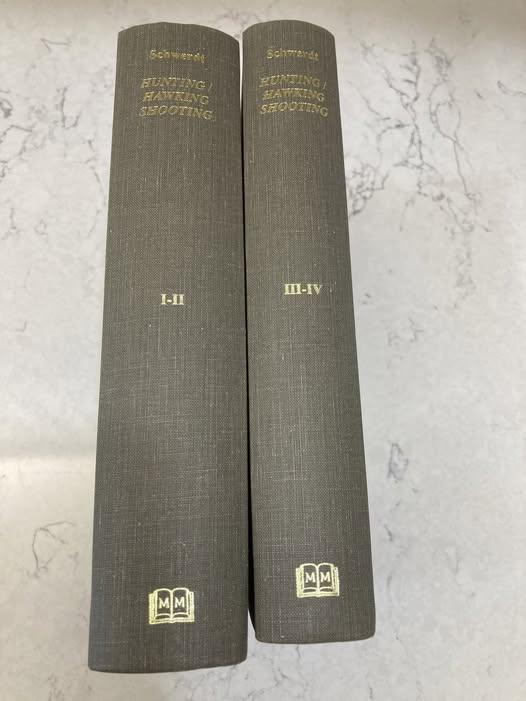 Schwerdt
HUNTING /
HAWKING
SHOOTING
I-II
MM
Schwerdt
HUNTING /
HAWKING
SHOOTING
III-IV
MM